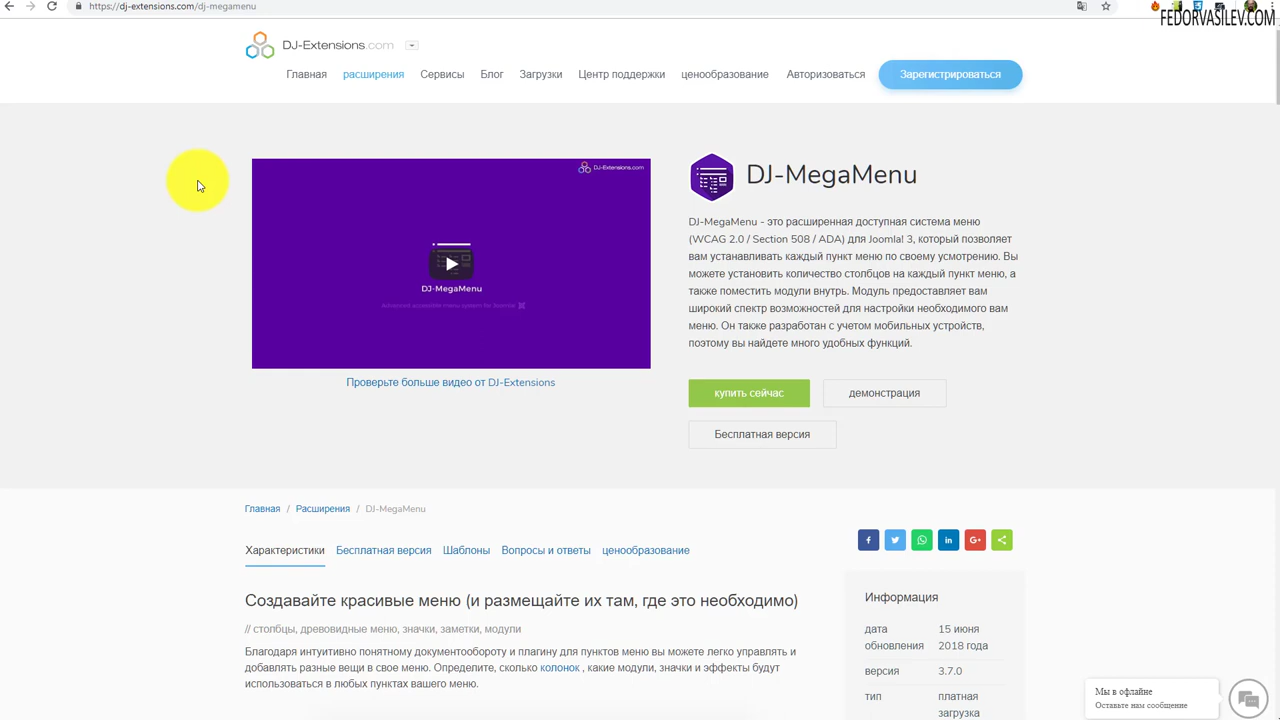 https://dj-extensions.com/dj-megamenu
FEDORVASILEV.COM
DJ-Extensions.com
Главная расширения Сервисы Блог Загрузки Центр поддержки ценообразование Авторизоваться Зарегистрироваться
DJ-Extensions.com
DJ-MegaMenu
Advanced accessible menu system for Joomla!
Проверьте больше видео от DJ-Extensions
DJ-MegaMenu
DJ-MegaMenu - это расширенная доступная система меню
(WCAG 2.0 / Section 508 / ADA) для Joomla! 3, который позволяет
вам устанавливать каждый пункт меню по своему усмотрению. Вы
можете установить количество столбцов на каждый пункт меню, а
также поместить модули внутрь. Модуль предоставляет вам
широкий спектр возможностей для настройки необходимого вам
меню. Он также разработан с учетом мобильных устройств,
поэтому вы найдете много удобных функций.
купить сейчас демонстрация
Бесплатная версия
Главная / Расширения / DJ-MegaMenu
Характеристики Бесплатная версия Шаблоны Вопросы и ответы ценообразование
Создавайте красивые меню (и размещайте их там, где это необходимо)
// столбцы, древовидные меню, значки, заметки, модули
Благодаря интуитивно понятному документообороту и плагину для пунктов меню вы можете легко управлять и
добавлять разные вещи в свое меню. Определите, сколько колонок , какие модули, значки и эффекты будут
использоваться в любых пунктах вашего меню.
Информация
дата 15 июня
обновления 2018 года
версия 3.7.0
тип платная
загрузка
Мы в офлайне
Оставьте нам сообщение